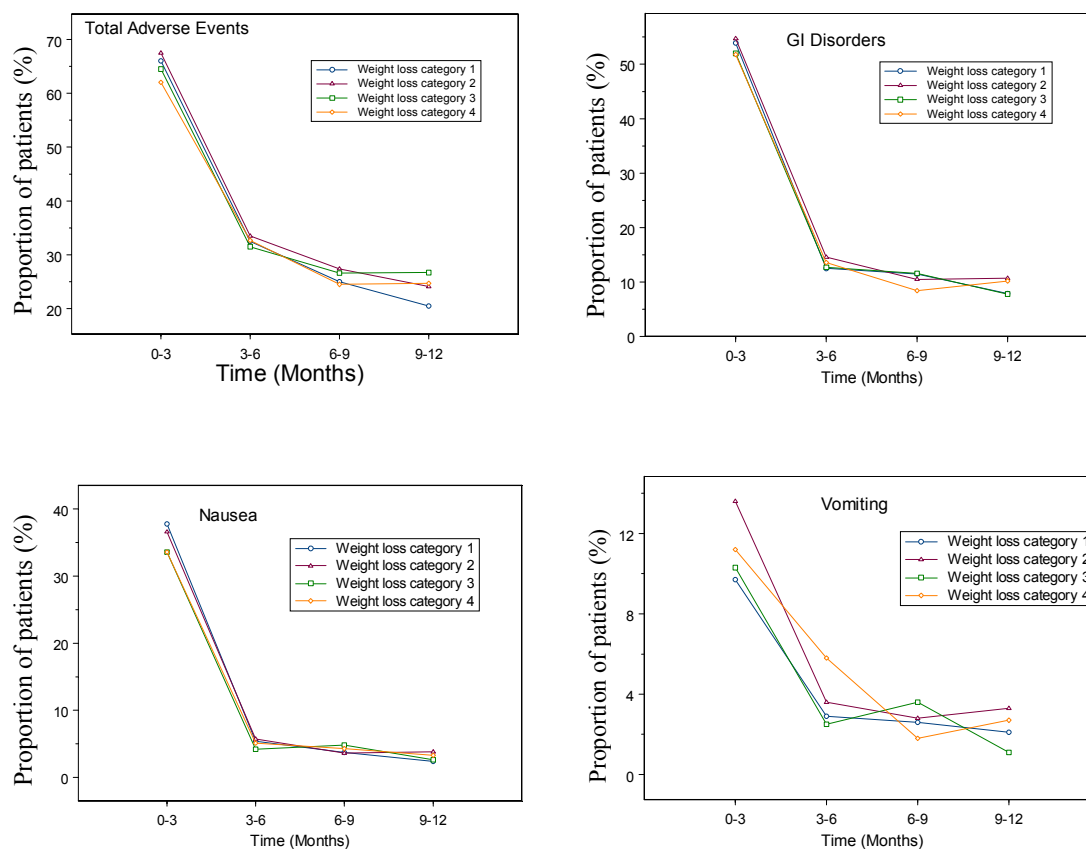 Total Adverse Events
Proportion of patients (%)
70
60
50
40
30
20
Weight loss category 1
Weight loss category 2
Weight loss category 3
Weight loss category 4
0-3 3-6 6-9 9-12
Time (Months)
GI Disorders
Proportion of patients (%)
50
40
30
20
10
0
Weight loss category 1
Weight loss category 2
Weight loss category 3
Weight loss category 4
0-3 3-6 6-9 9-12
Time (Months)
Nausea
Proportion of patients (%)
40
30
20
10
0
Weight loss category 1
Weight loss category 2
Weight loss category 3
Weight loss category 4
0-3 3-6 6-9 9-12
Time (Months)
Vomiting
Proportion of patients (%)
12
8
4
0
Weight loss category 1
Weight loss category 2
Weight loss category 3
Weight loss category 4
0-3 3-6 6-9 9-12
Time (Months)